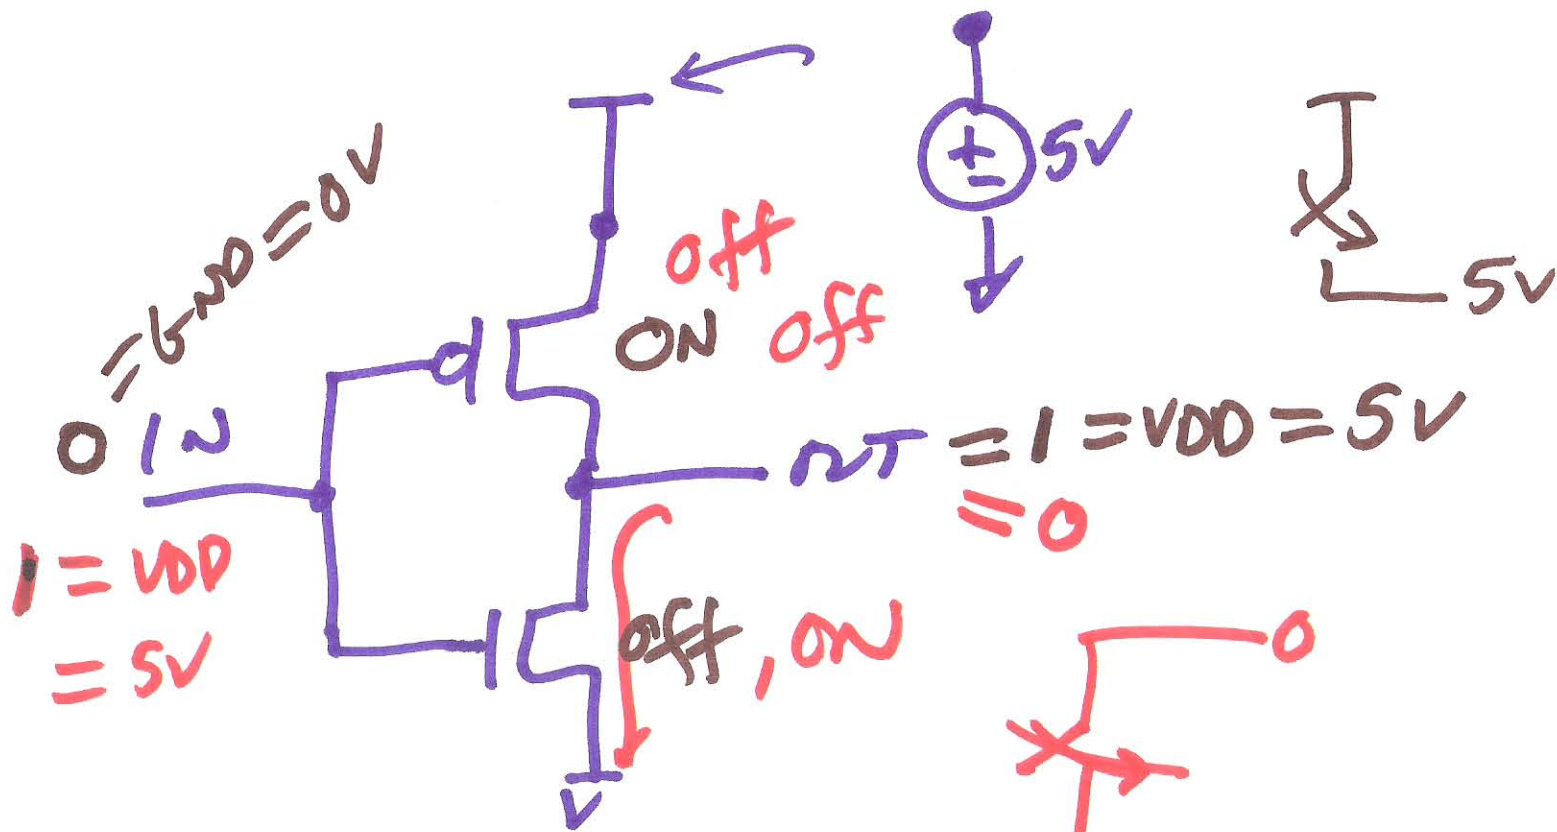 5V
= GND = 0V
off
ON off
5V
0 IN
OUT = 1 = VDD = 5V
= 0
1 = VDD
= 5V
off, ON
0